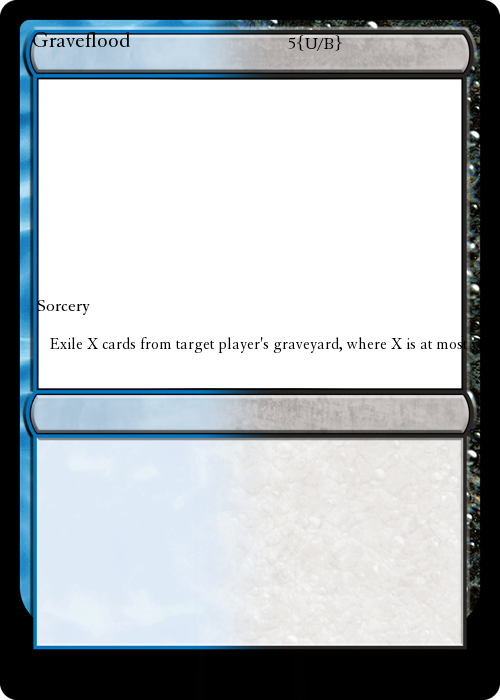 Graveflood 5{U/B}
Sorcery
Exile X cards from target player's graveyard, where X is at mos